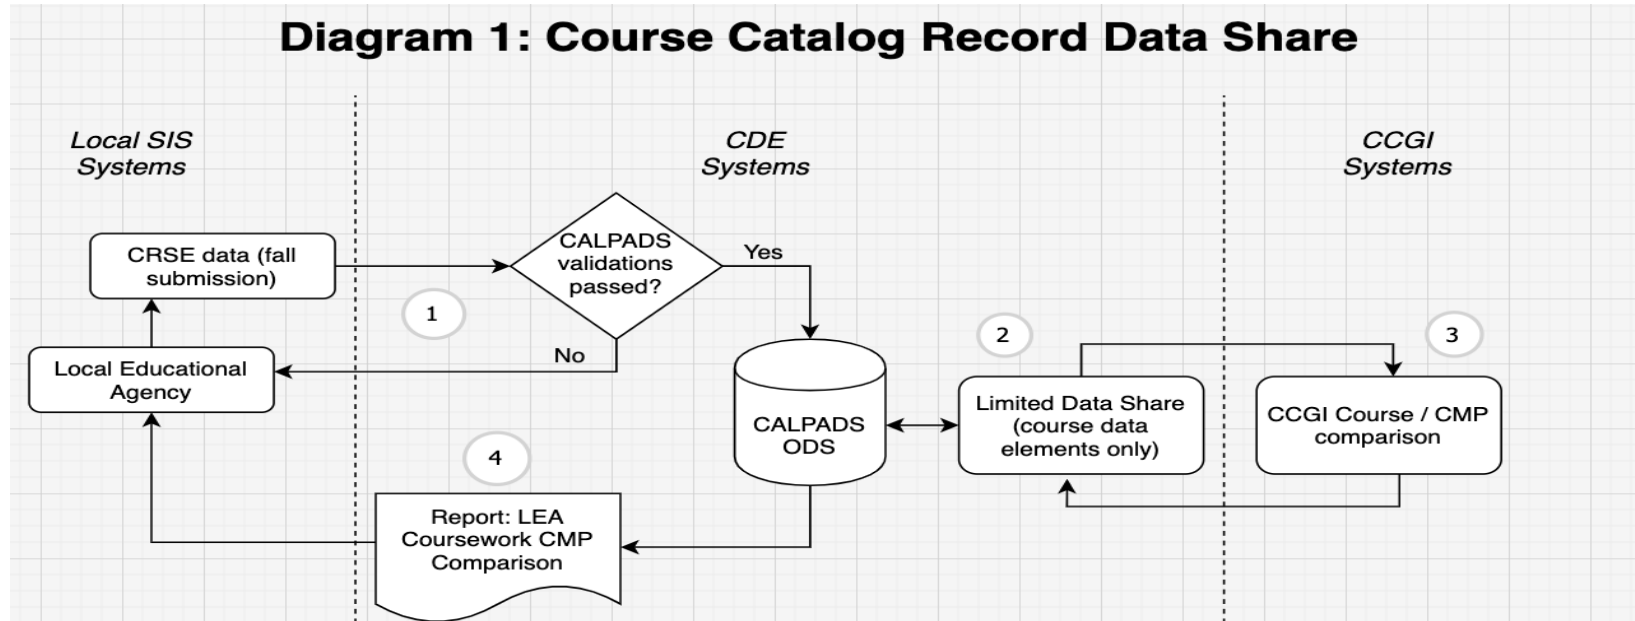 Diagram 1: Course Catalog Record Data Share
Local SIS
Systems
CDE
Systems
CCGI
Systems
CRSE data (fall
submission)
CALPADS
validations
passed?
Yes
1
No
Local Educational
Agency
CALPADS
ODS
2
Limited Data Share
(course data
elements only)
3
CCGI Course / CMP
comparison
4
Report: LEA
Coursework CMP
Comparison